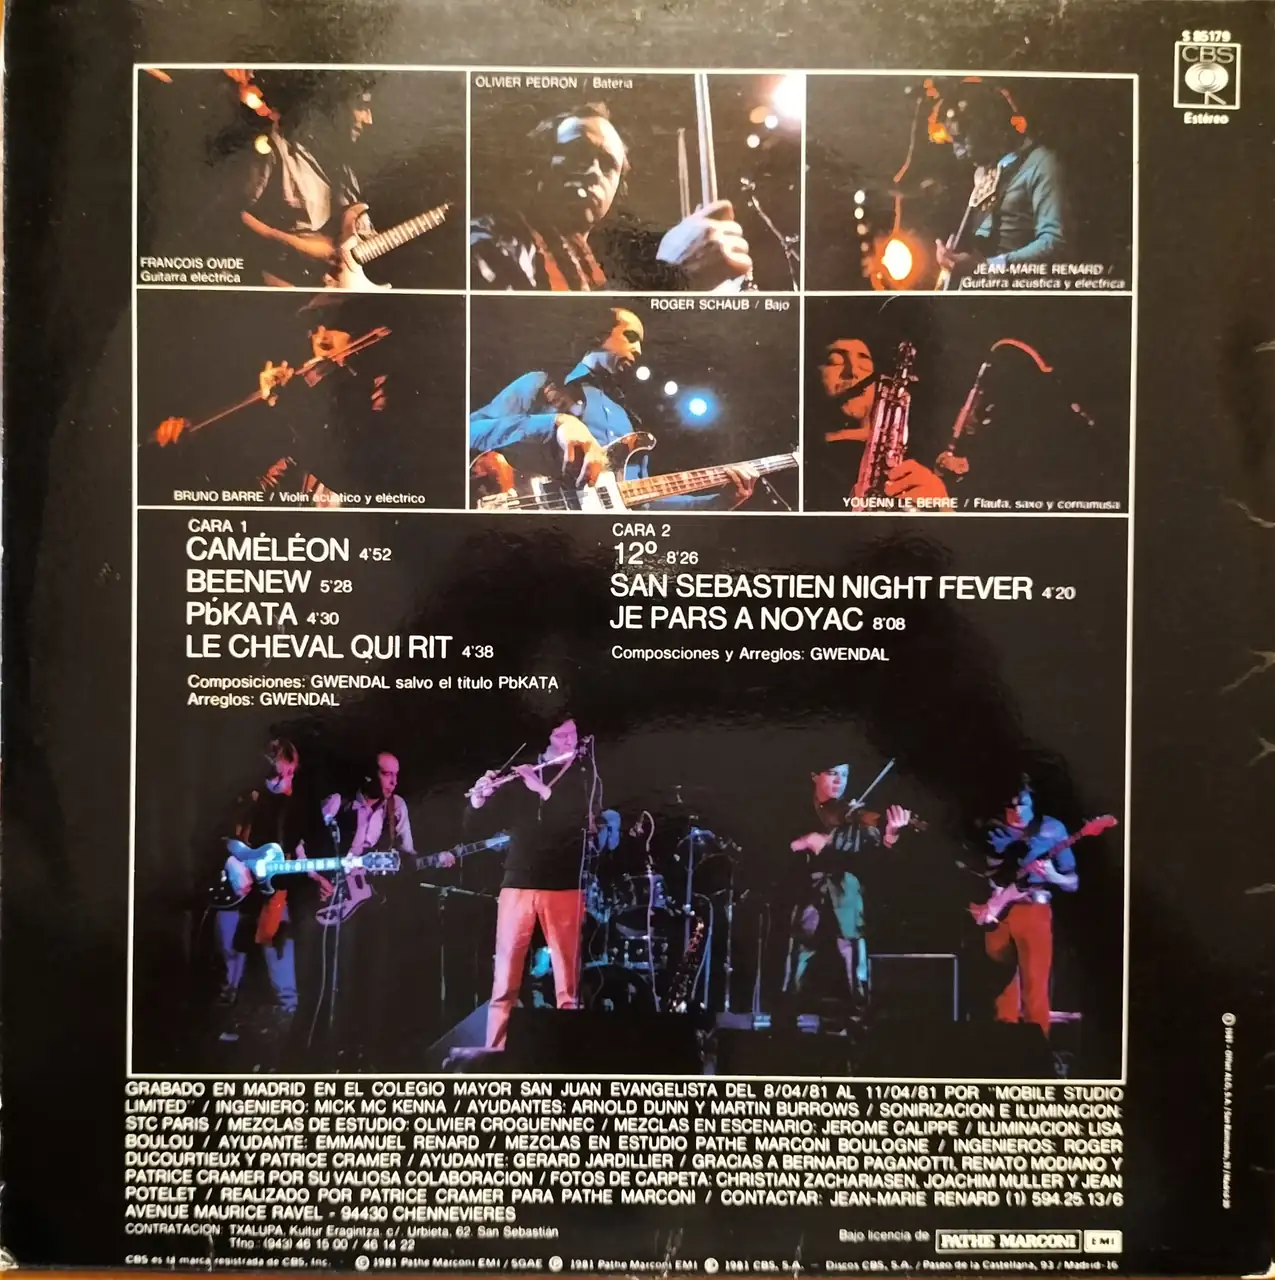 S 85179
CBS
Estéreo
OLIVIER PEDRON / Batería
FRANÇOIS OVIDE
Guitarra eléctrica
JEAN-MARIE RENARD /
Guitarra acústica y eléctrica
ROGER SCHAUB / Bajo
BRUNO BARRE / Violín acústico y eléctrico
YOUENN LE BERRE / Flauta, saxo y cornamusa
CARA 1
CAMÉLÉON 4'52
BEENEW 5'28
PbKATA 4'30
LE CHEVAL QUI RIT 4'38
Composiciones: GWENDAL salvo el título PbKATA
Arreglos: GWENDAL
CARA 2
12º 8'26
SAN SEBASTIEN NIGHT FEVER 4'20
JE PARS A NOYAC 8'08
Composciones y Arreglos: GWENDAL
GRABADO EN MADRID EN EL COLEGIO MAYOR SAN JUAN EVANGELISTA DEL 8/04/81 AL 11/04/81 POR "MOBILE STUDIO
LIMITED" / INGENIERO: MICK MC KENNA / AYUDANTES: ARNOLD DUNN Y MARTIN BURROWS / SONIRIZACION E ILUMINACION:
STC PARIS / MEZCLAS DE ESTUDIO: OLIVIER CROGUENNEC / MEZCLAS EN ESCENARIO: JEROME CALIPPE / ILUMINACION: LISA
BOULOU / AYUDANTE: EMMANUEL RENARD / MEZCLAS EN ESTUDIO PATHE MARCONI BOULOGNE / INGENIEROS: ROGER
DUCOURTIEUX Y PATRICE CRAMER / AYUDANTE: GERARD JARDILLIER / GRACIAS A BERNARD PAGANOTTI, RENATO MODIANO Y
PATRICE CRAMER POR SU VALIOSA COLABORACION / FOTOS DE CARPETA: CHRISTIAN ZACHARIASEN, JOACHIM MULLER Y JEAN
POTELET / REALIZADO POR PATRICE CRAMER PARA PATHE MARCONI / CONTACTAR: JEAN-MARIE RENARD (1) 594.25.13/6
AVENUE MAURICE RAVEL - 94430 CHENNEVIERES
CONTRATACION: TXALUPA, Kultur Eragintza, c/. Urbieta, 62. San Sebastián
Tfno.: (943) 46 15 00 / 46 14 22
Bajo licencia de PATHE MARCONI EMI
CBS es la marca registrada de CBS, Inc. © 1981 Pathe Marconi EMI / SGAE Ⓟ 1981 Pathe Marconi EMI © 1981 CBS, S.A. - Discos CBS, S.A. / Paseo de la Castellana, 93 / Madrid-16